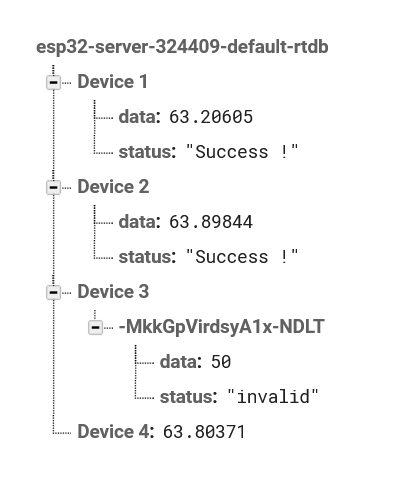 esp32-server-324409-default-rtdb
Device 1
data: 63.20605
status: "Success !"
Device 2
data: 63.89844
status: "Success !"
Device 3
-MkkGpVirdsyA1x-NDLT
data: 50
status: "invalid"
Device 4: 63.80371